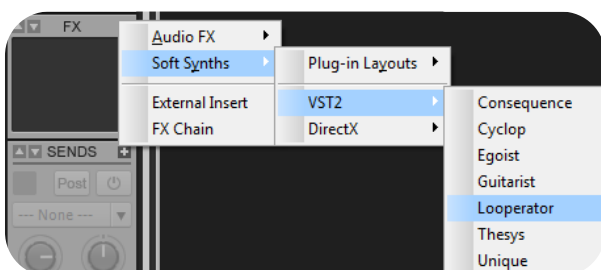 FX
Audio FX
Soft Synths
External Insert
FX Chain
Plug-in Layouts
VST2
DirectX
Consequence
Cyclop
Egoist
Guitarist
Looperator
Thesys
Unique
SENDS
Post
--- None ---